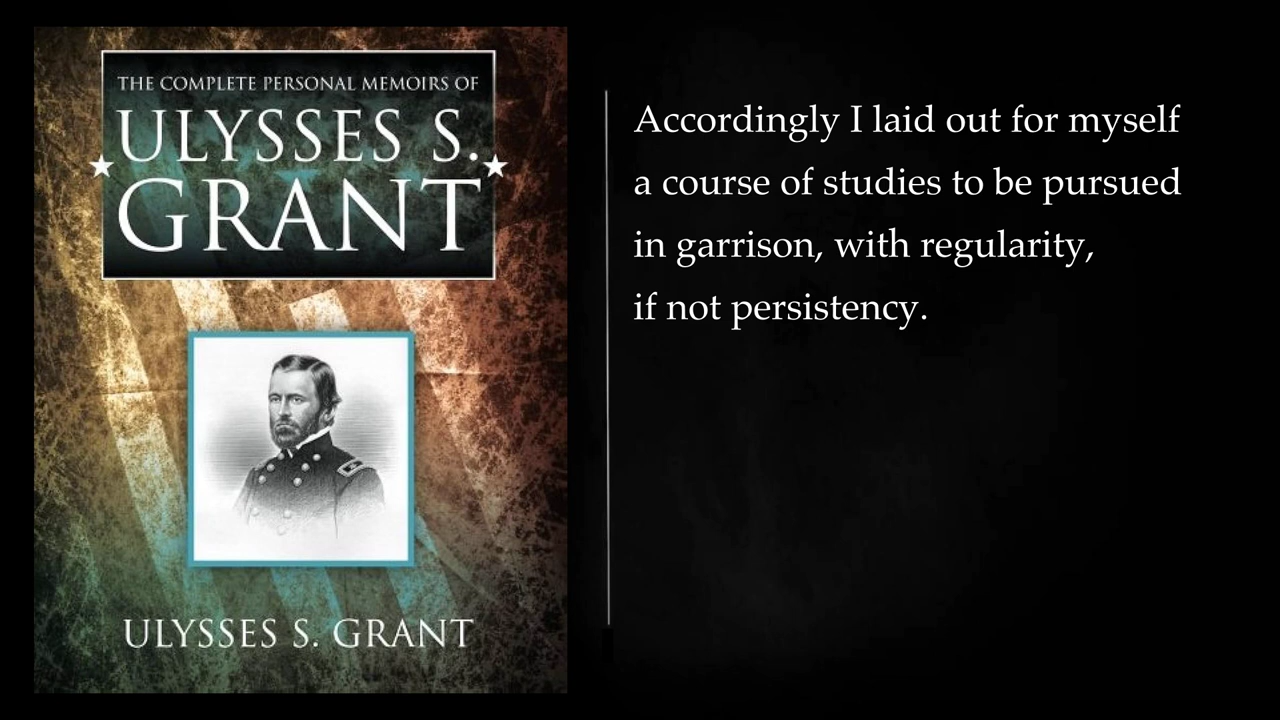 THE COMPLETE PERSONAL MEMOIRS OF
ULYSSES S.
GRANT
ULYSSES S. GRANT
Accordingly I laid out for myself
a course of studies to be pursued
in garrison, with regularity,
if not persistency.